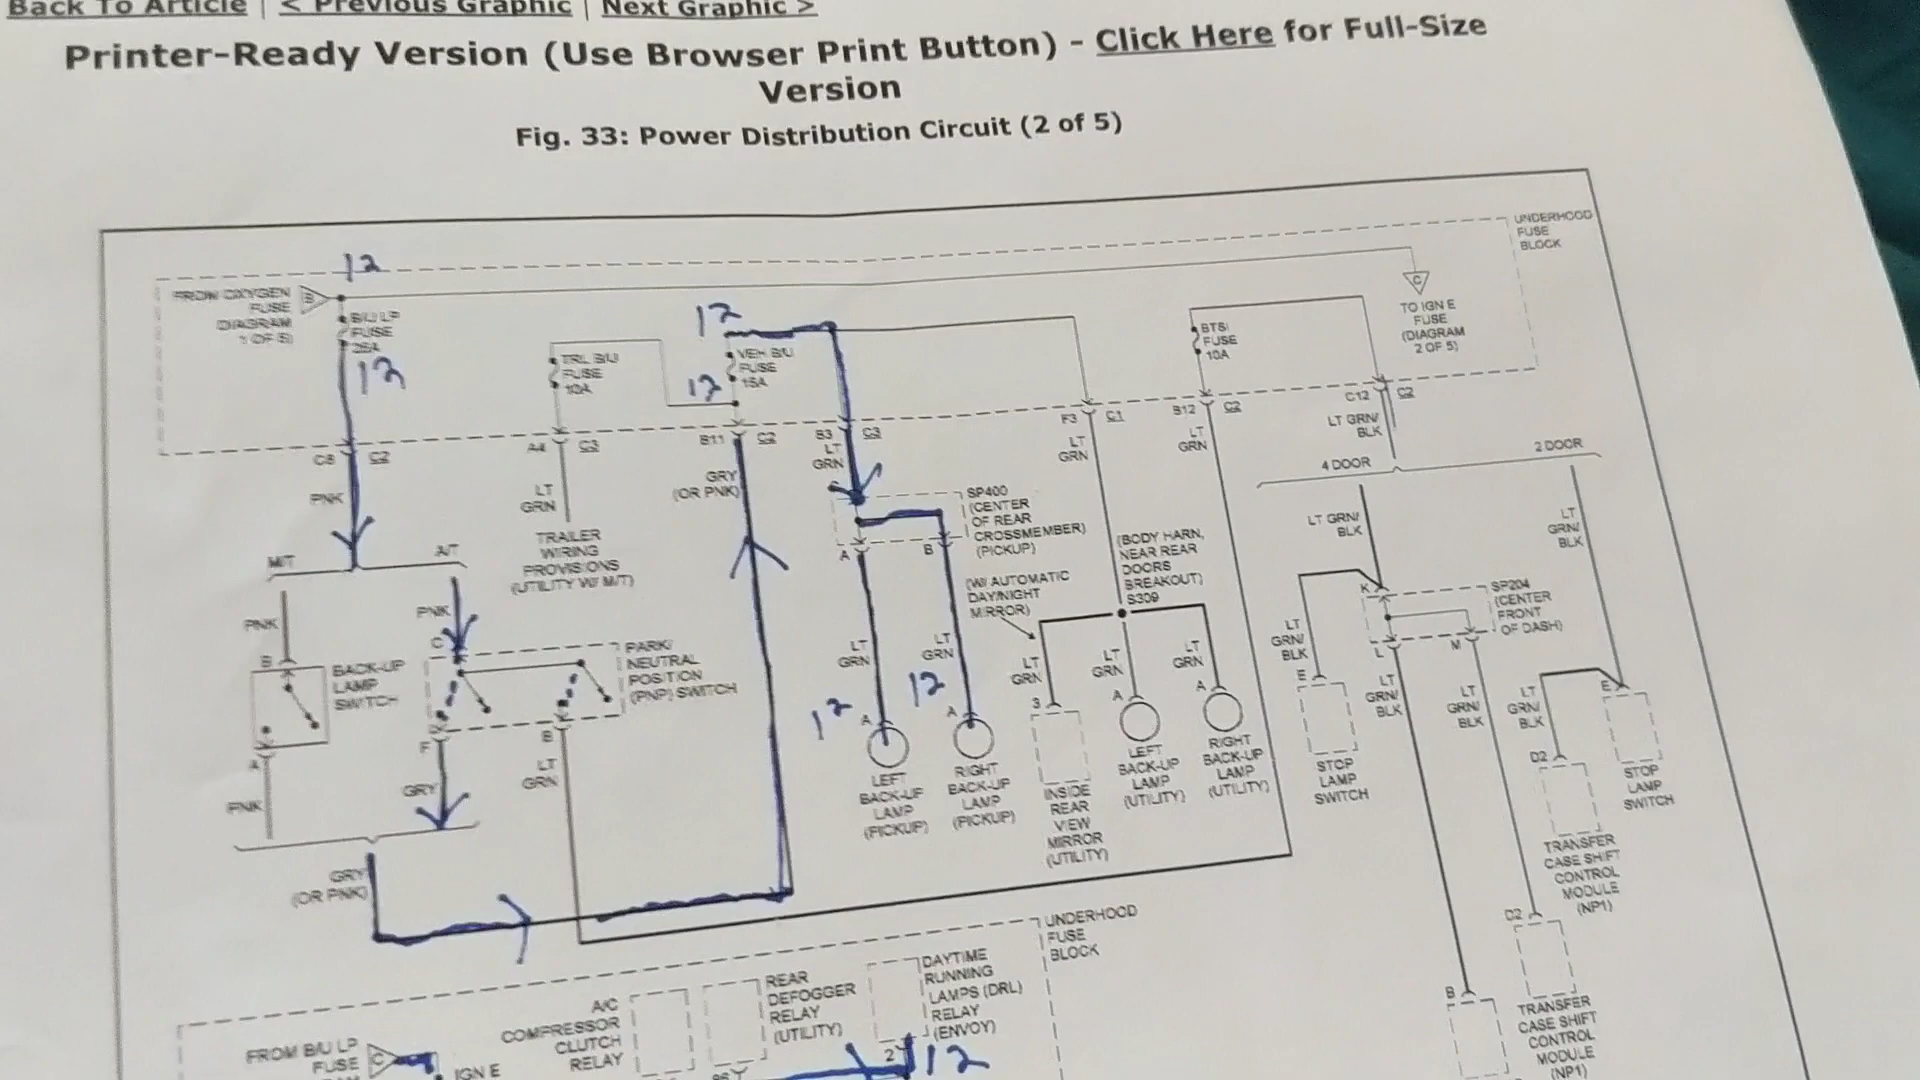 Back To Article | < Previous Graphic | Next Graphic >
Printer-Ready Version (Use Browser Print Button) - Click Here for Full-Size
Version
Fig. 33: Power Distribution Circuit (2 of 5)
UNDERHOOD
FUSE
BLOCK
12
FROM OXYGEN
FUSE
DIAGRAM
1 OF 5)
B
B/U LP
FUSE
25A
12
TRL B/U
FUSE
10A
12
VEH B/U
FUSE
15A
12
BTSI
FUSE
10A
C
TO IGN E
FUSE
(DIAGRAM
2 OF 5)
C8 C2
A4 C3
B11 C2
B3 C3
F3 C1
B12 C2
C12 C2
PNK
LT
GRN
GRY
(OR PNK)
LT
GRN
LT
GRN
LT
GRN
LT GRN/
BLK
4 DOOR
2 DOOR
TRAILER
WIRING
PROVISIONS
(UTILITY W/ M/T)
SP400
(CENTER
OF REAR
CROSSMEMBER)
(PICKUP)
A
B
(BODY HARN,
NEAR REAR
DOORS
BREAKOUT)
S309
(W/ AUTOMATIC
DAY/NIGHT
MIRROR)
LT GRN/
BLK
LT
GRN/
BLK
M/T
A/T
PNK
PNK
B
C
BACK-UP
LAMP
SWITCH
PARK/
NEUTRAL
POSITION
(PNP) SWITCH
A
F
B
PNK
GRY
LT
GRN
GRY
(OR PNK)
LT
GRN
LT
GRN
12
12
A
A
LEFT
BACK-UP
LAMP
(PICKUP)
RIGHT
BACK-UP
LAMP
(PICKUP)
LT
GRN
LT
GRN
LT
GRN
3
A
A
INSIDE
REAR
VIEW
MIRROR
(UTILITY)
LEFT
BACK-UP
LAMP
(UTILITY)
RIGHT
BACK-UP
LAMP
(UTILITY)
K
SP204
(CENTER
FRONT
OF DASH)
L
M
LT
GRN/
BLK
E
STOP
LAMP
SWITCH
LT
GRN/
BLK
LT
GRN/
BLK
LT
GRN/
BLK
E
D2
STOP
LAMP
SWITCH
TRANSFER
CASE SHIFT
CONTROL
MODULE
(NP1)
D2
B
TRANSFER
CASE SHIFT
CONTROL
MODULE
(NP1)
UNDERHOOD
FUSE
BLOCK
FROM B/U LP
FUSE
C
IGN E
A/C
COMPRESSOR
CLUTCH
RELAY
REAR
DEFOGGER
RELAY
(UTILITY)
DAYTIME
RUNNING
LAMPS (DRL)
RELAY
(ENVOY)
2
12